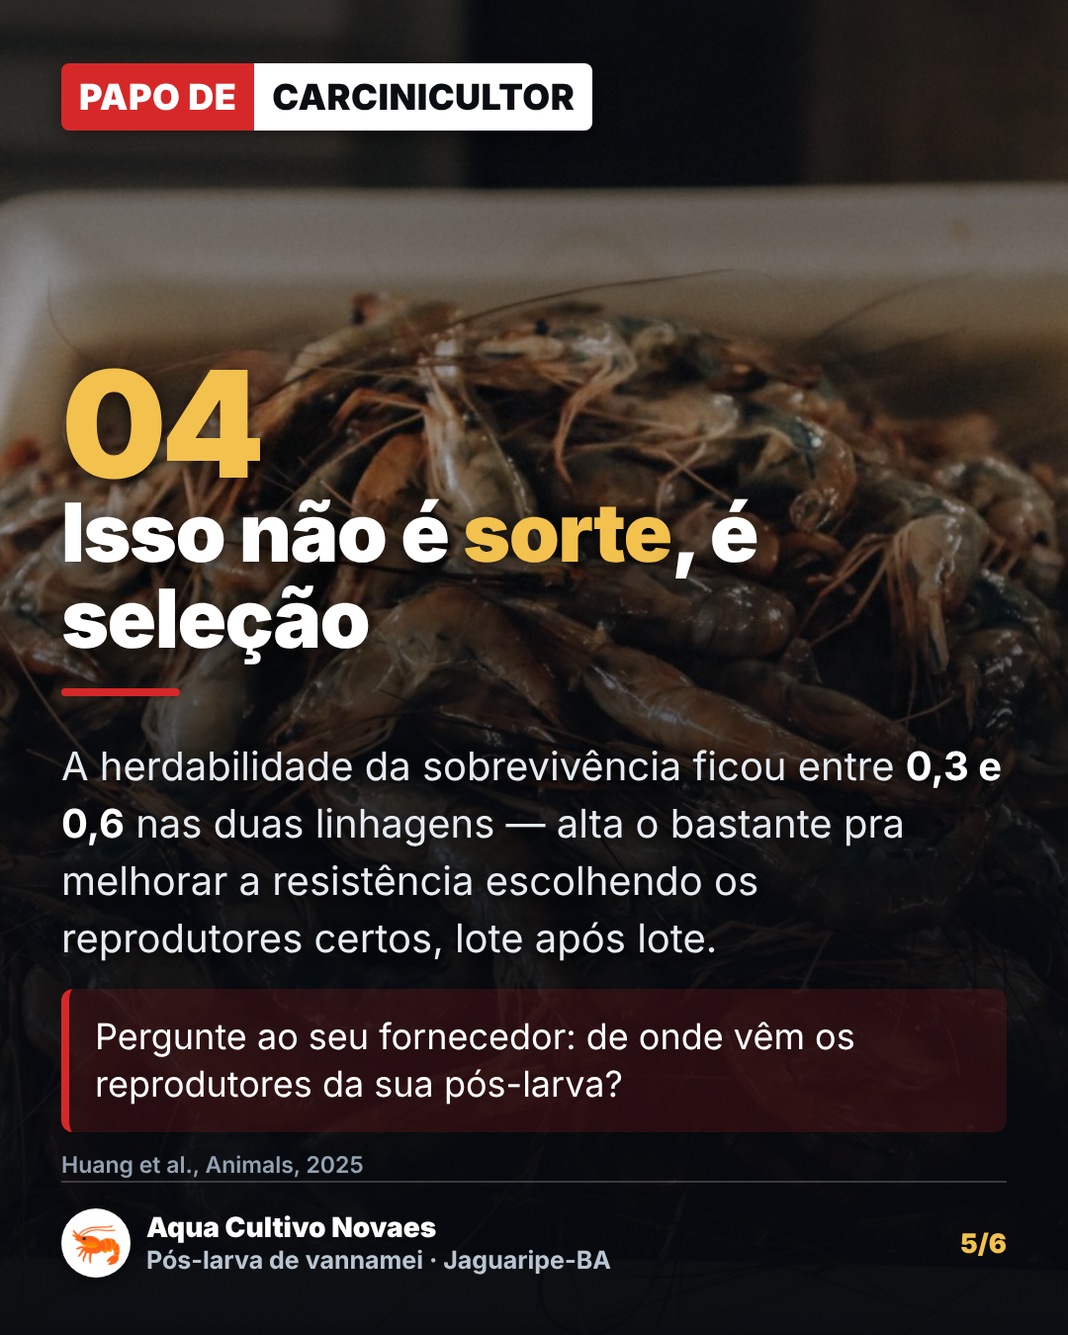 PAPO DE CARCINICULTOR
04
Isso não é sorte, é
seleção
A herdabilidade da sobrevivência ficou entre 0,3 e
0,6 nas duas linhagens — alta o bastante pra
melhorar a resistência escolhendo os
reprodutores certos, lote após lote.
Pergunte ao seu fornecedor: de onde vêm os
reprodutores da sua pós-larva?
Huang et al., Animals, 2025
Aqua Cultivo Novaes
Pós-larva de vannamei · Jaguaripe-BA
5/6